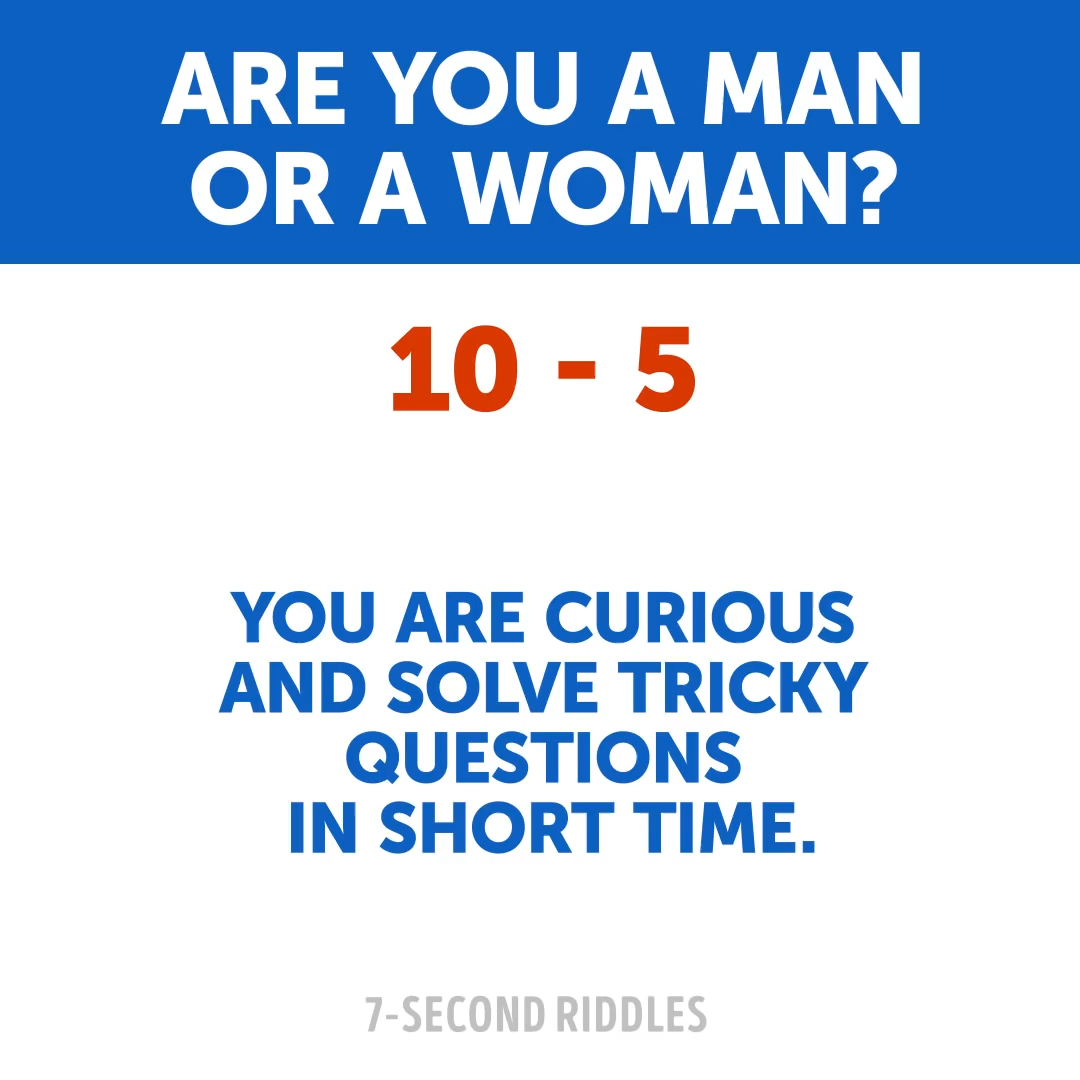 ARE YOU A MAN
OR A WOMAN?
10 - 5
YOU ARE CURIOUS
AND SOLVE TRICKY
QUESTIONS
IN SHORT TIME.
7-SECOND RIDDLES